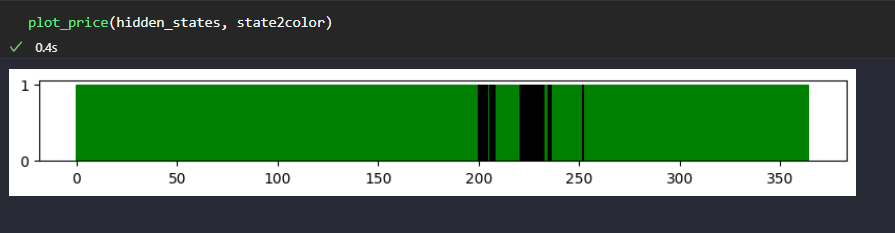 plot_price(hidden_states, state2color)
✓ 0.4s
1
0
0 50 100 150 200 250 300 350